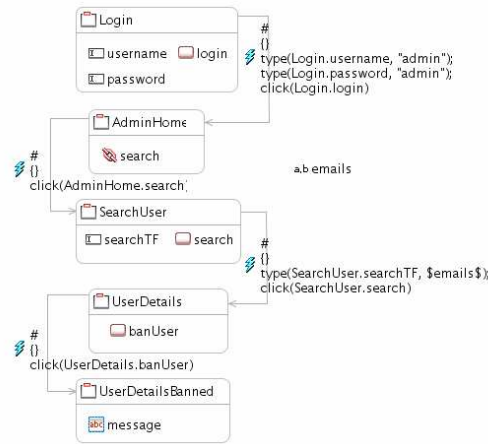 Login
username login
password
#
{}
type(Login.username, "admin");
type(Login.password, "admin");
click(Login.login)
AdminHome
search
#
{}
click(AdminHome.search)
a,b emails
SearchUser
searchTF search
#
{}
type(SearchUser.searchTF, $emails$);
click(SearchUser.search)
UserDetails
banUser
#
{}
click(UserDetails.banUser)
UserDetailsBanned
abc message